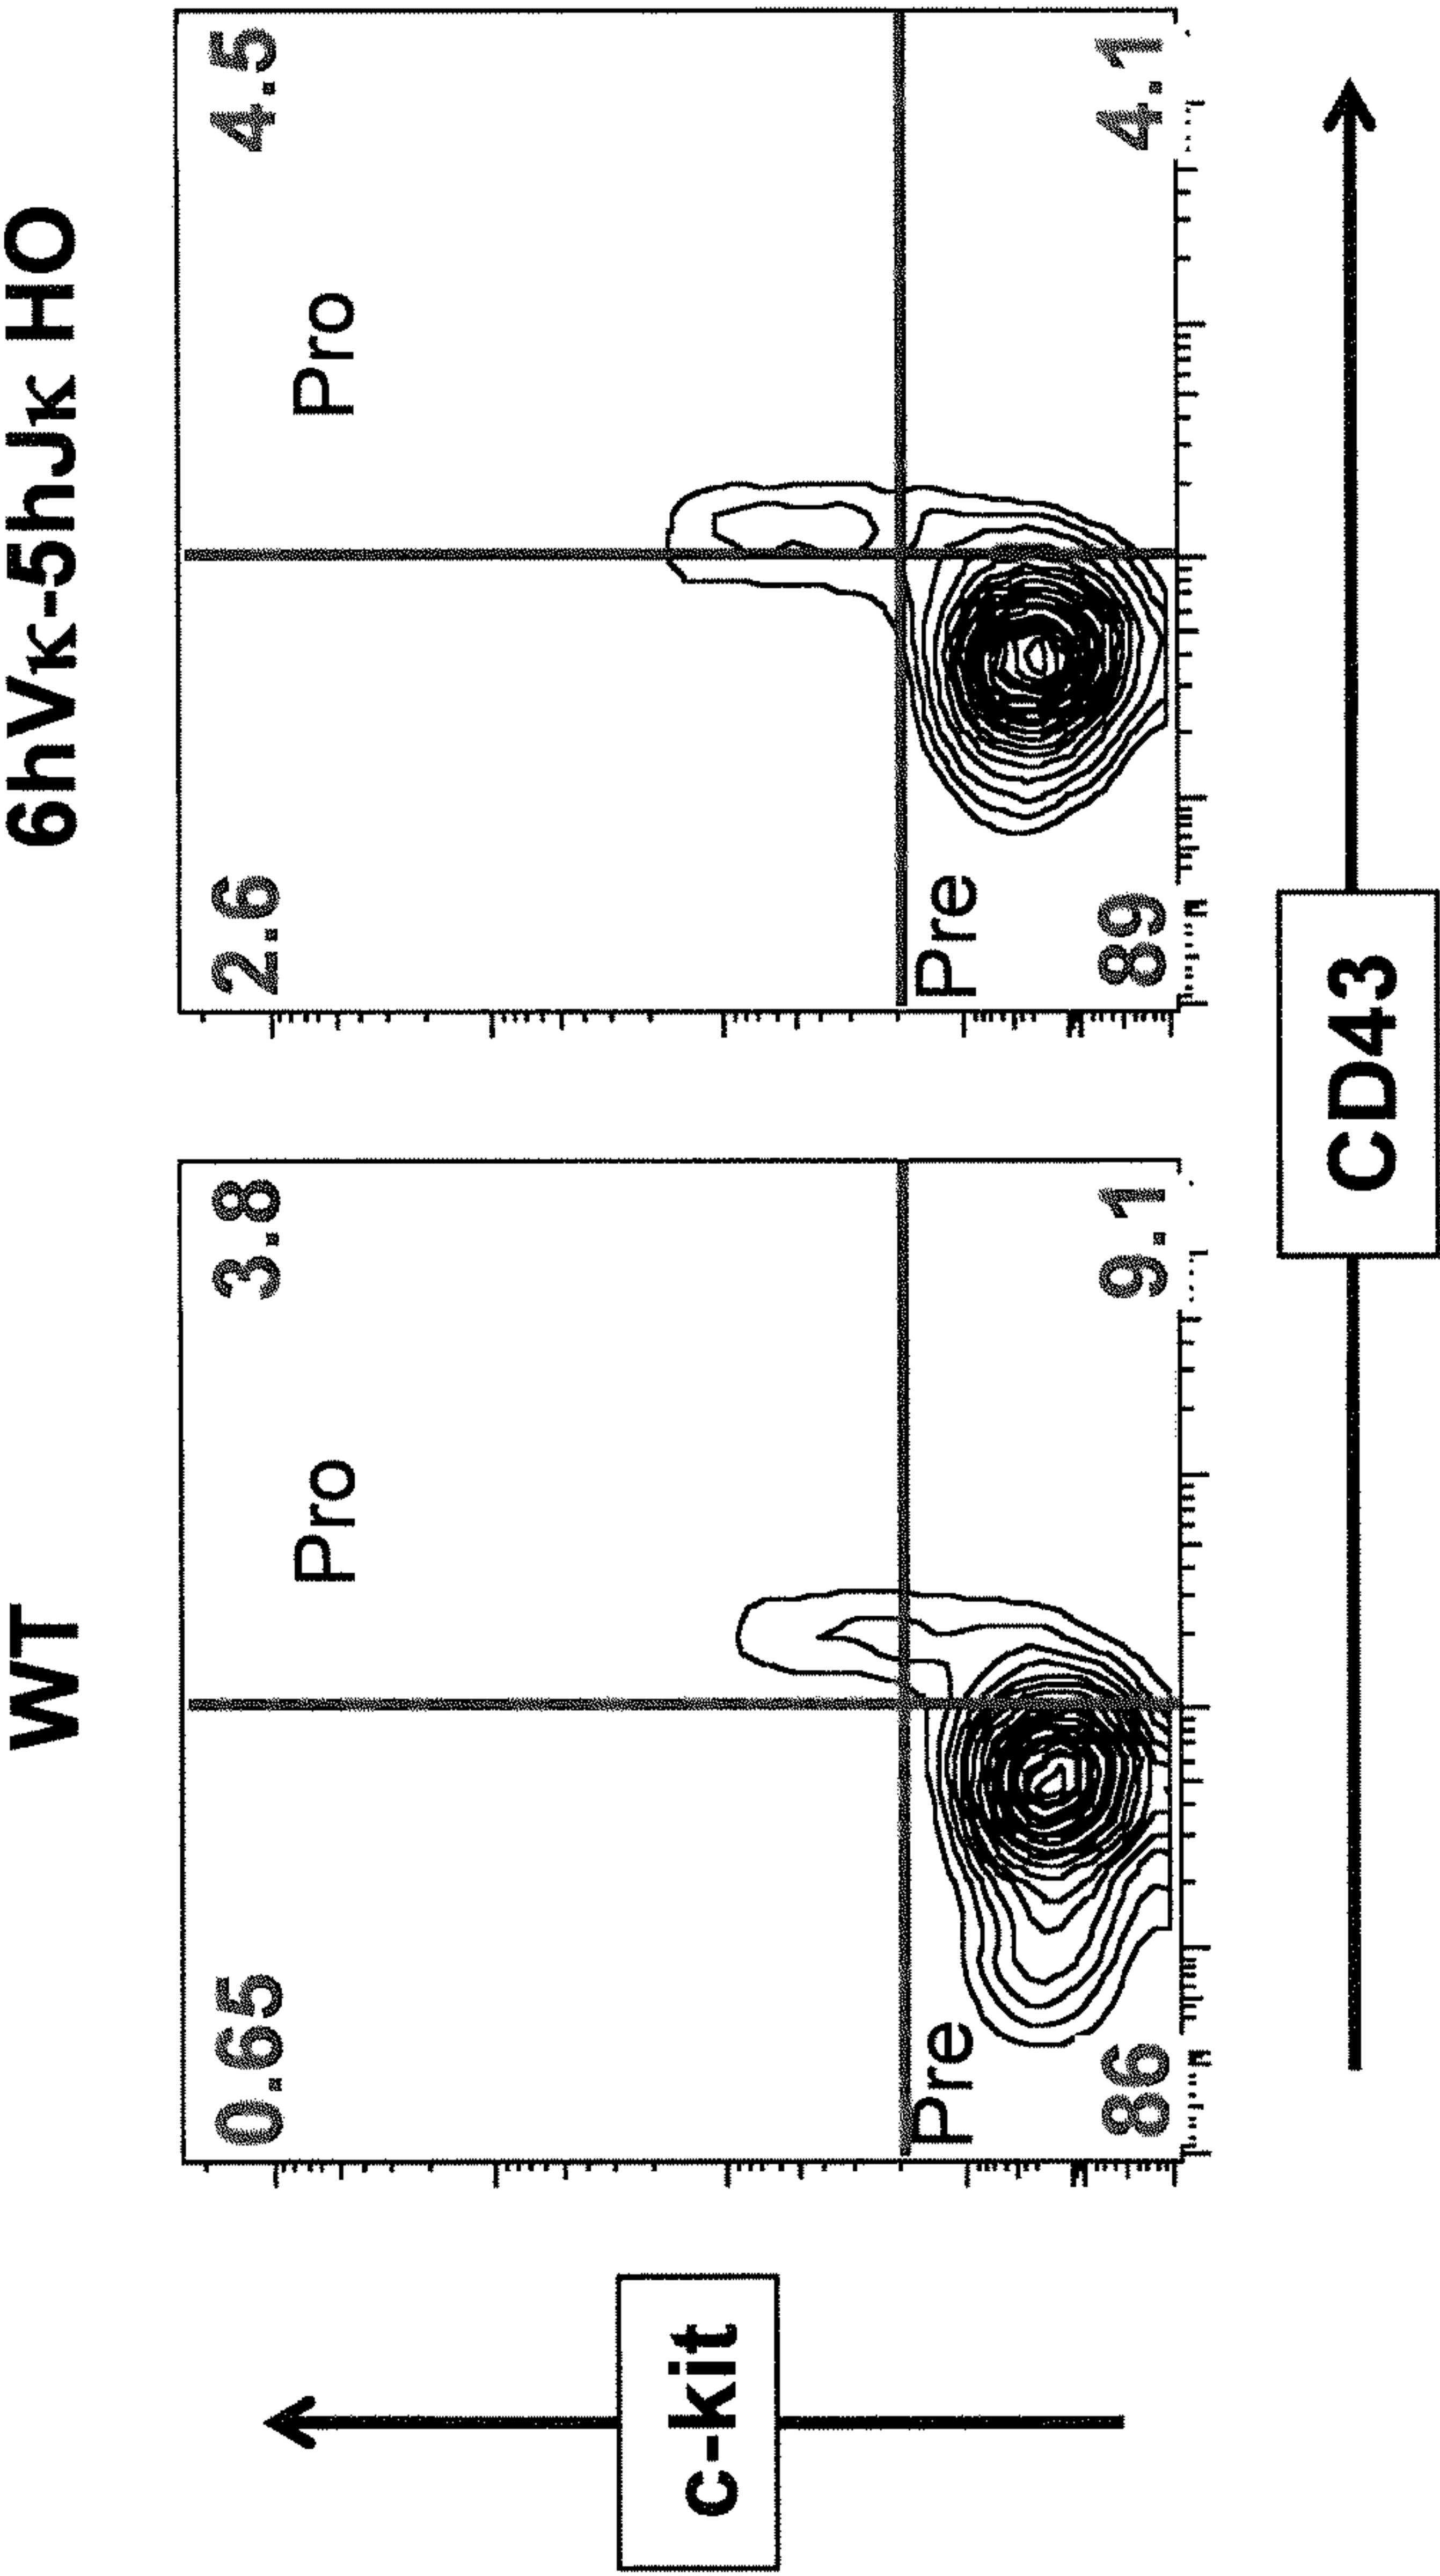 WT
6hVκ-5hJκ HO
0.65
3.8
Pro
Pre
86
9.1
2.6
4.5
Pro
Pre
89
4.1
c-kit
CD43